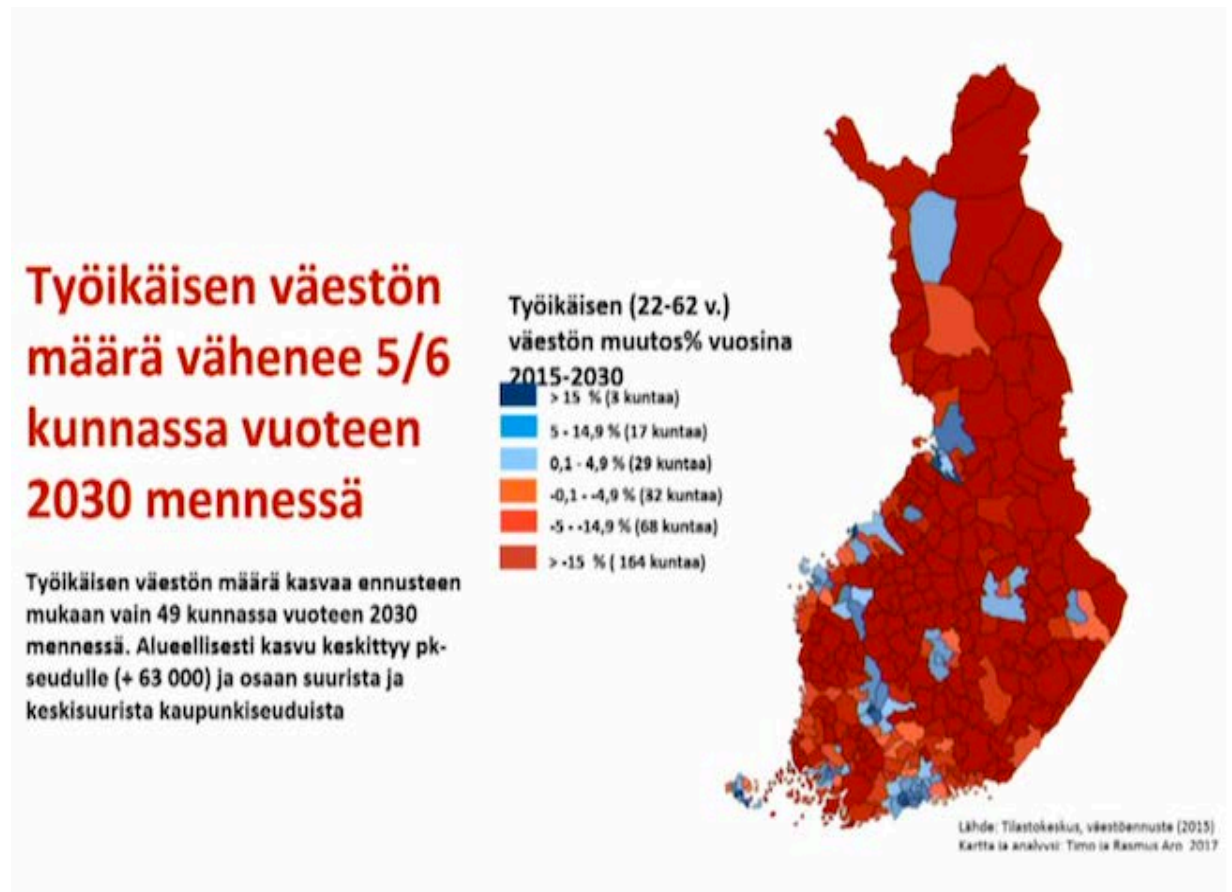 Työikäisen väestön
määrä vähenee 5/6
kunnassa vuoteen
2030 mennessä
Työikäisen väestön määrä kasvaa ennusteen
mukaan vain 49 kunnassa vuoteen 2030
mennessä. Alueellisesti kasvu keskittyy pk-
seudulle (+ 63 000) ja osaan suurista ja
keskisuurista kaupunkiseuduista
Työikäisen (22-62 v.)
väestön muutos% vuosina
2015-2030
> 15 % (3 kuntaa)
5 - 14,9 % (17 kuntaa)
0,1 - 4,9 % (29 kuntaa)
-0,1 - -4,9 % (32 kuntaa)
-5 - -14,9 % (68 kuntaa)
> -15 % ( 164 kuntaa)
Lähde: Tilastokeskus, väestöennuste (2015)
Kartta ja analyysi: Timo ja Rasmus Aro 2017